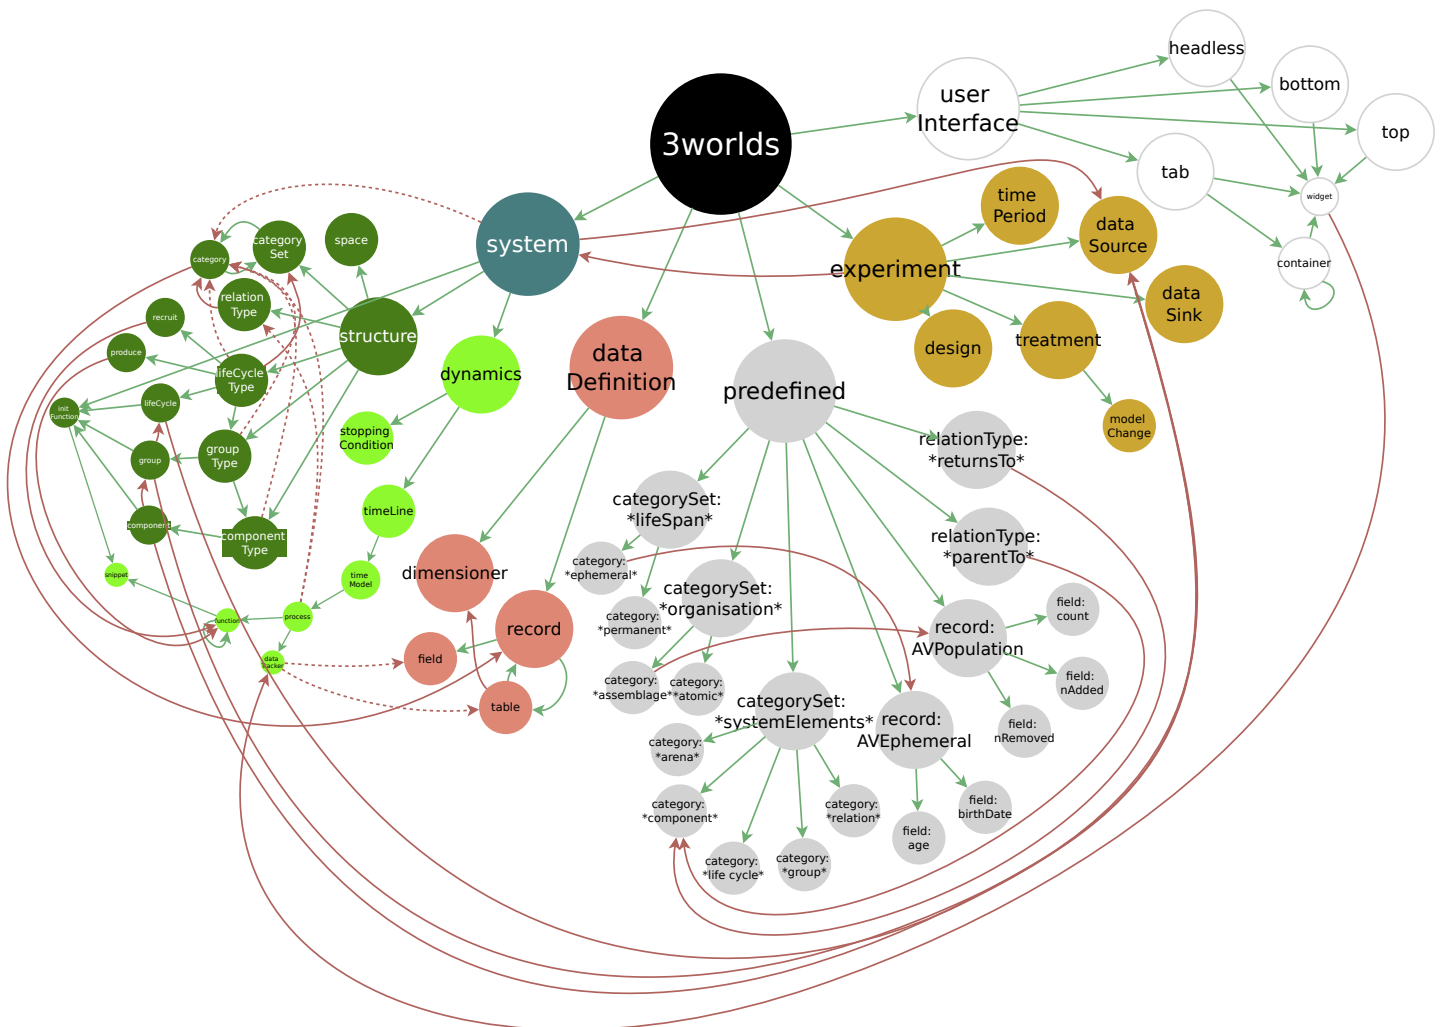 3worlds
user
Interface
headless
bottom
top
tab
widget
container
system
experiment
time
Period
data
Source
data
Sink
design
treatment
model
Change
category
category
Set
space
relation
Type
structure
recruit
produce
lifeCycle
Type
lifeCycle
init
Function
group
Type
group
component
component
Type
snippet
dynamics
stopping
Condition
timeLine
time
Model
process
function
data
Tracker
data
Definition
dimensioner
record
field
table
predefined
relationType:
*returnsTo*
relationType:
*parentTo*
categorySet:
*lifeSpan*
category:
*ephemeral*
category:
*permanent*
categorySet:
*organisation*
category:
*assemblage*
category:
*atomic*
categorySet:
*systemElements*
category:
*arena*
category:
*component*
category:
*life cycle*
category:
*group*
category:
*relation*
record:
AVPopulation
field:
count
field:
nAdded
field:
nRemoved
record:
AVEphemeral
field:
birthDate
field:
age